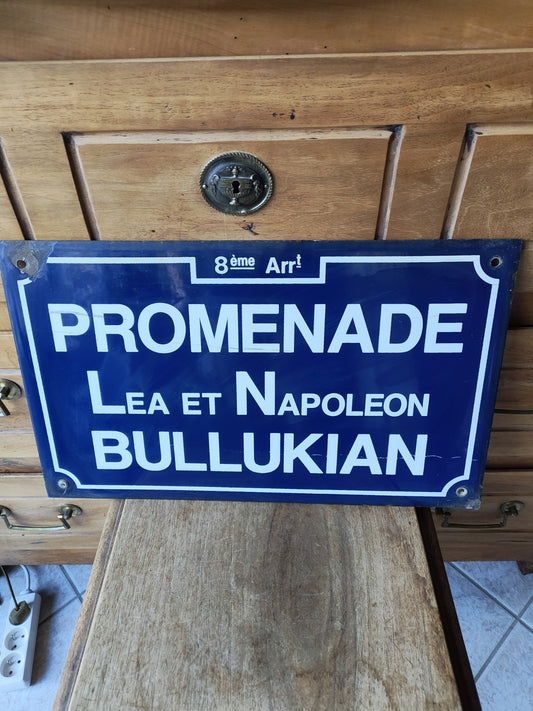 8ème Arrt
PROMENADE
LEA ET NAPOLEON
BULLUKIAN